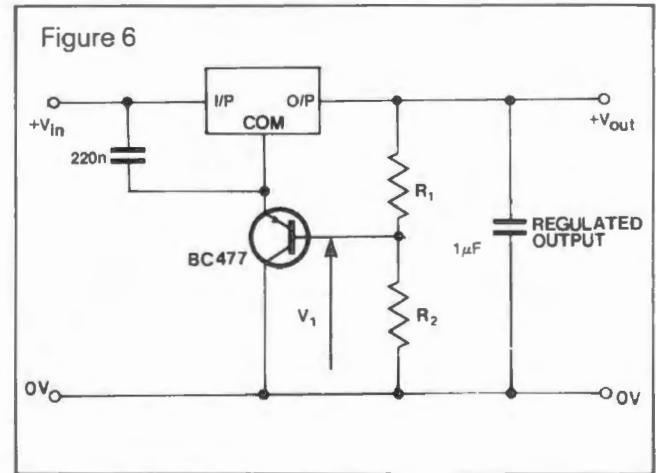 Figure 6
I/P O/P
COM
+Vin
+Vout
220n
R1
BC477
V1
R2
1µF
REGULATED
OUTPUT
0V
0V